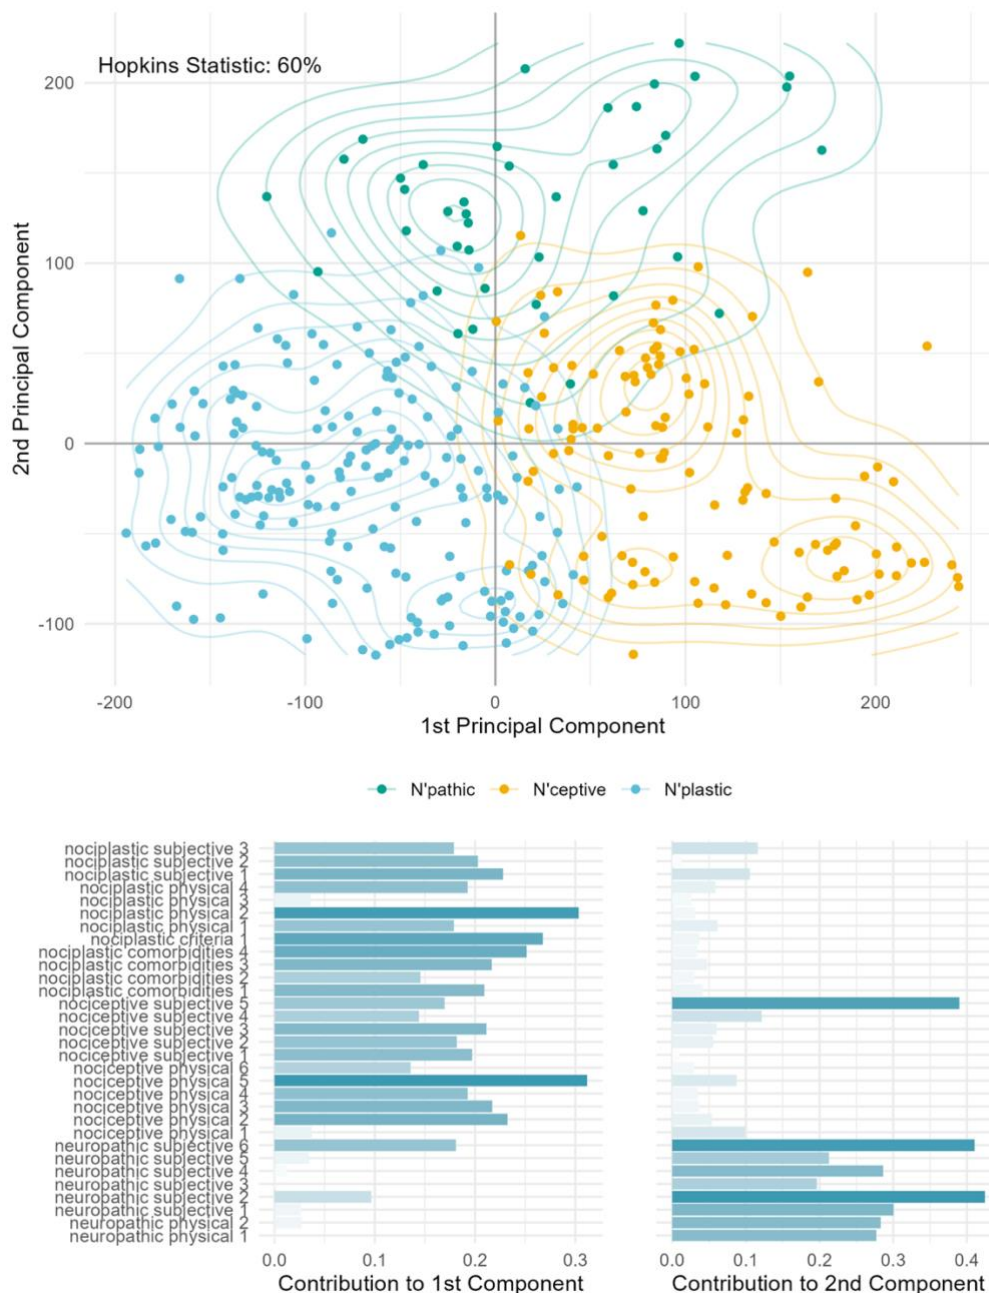 Hopkins Statistic: 60%
200
100
0
-100
2nd Principal Component
-200 -100 0 100 200
1st Principal Component
N'pathic N'ceptive N'plastic
nociplastic subjective 3
nociplastic subjective 2
nociplastic subjective 1
nociplastic physical 4
nociplastic physical 3
nociplastic physical 2
nociplastic physical 1
nociplastic criteria 1
nociplastic comorbidities 4
nociplastic comorbidities 3
nociplastic comorbidities 2
nociplastic comorbidities 1
nociceptive subjective 5
nociceptive subjective 4
nociceptive subjective 3
nociceptive subjective 2
nociceptive subjective 1
nociceptive physical 6
nociceptive physical 5
nociceptive physical 4
nociceptive physical 3
nociceptive physical 2
nociceptive physical 1
neuropathic subjective 6
neuropathic subjective 5
neuropathic subjective 4
neuropathic subjective 3
neuropathic subjective 2
neuropathic subjective 1
neuropathic physical 2
neuropathic physical 1
0.0 0.1 0.2 0.3
Contribution to 1st Component
0.0 0.1 0.2 0.3 0.4
Contribution to 2nd Component